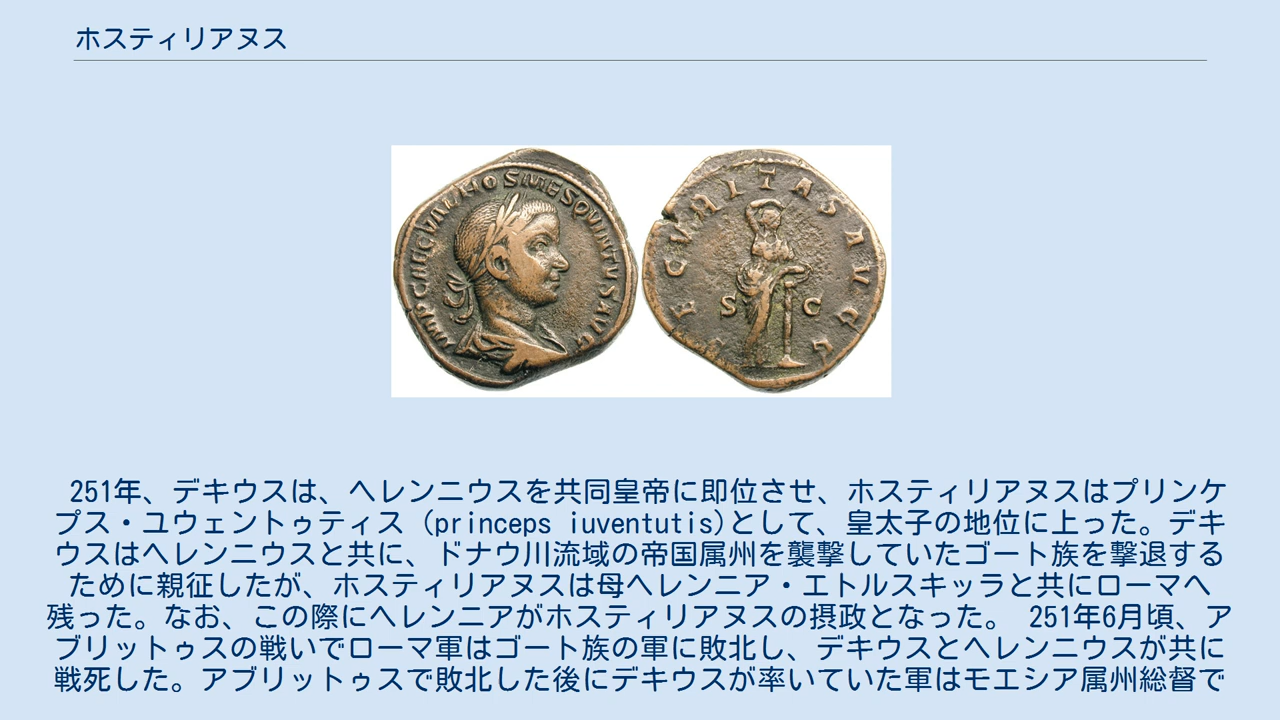 ホスティリアヌス
IMP CAE C VAL HOS MES QVINTVS AVG
SECVRITAS AVGG
S C
251年、デキウスは、ヘレンニウスを共同皇帝に即位させ、ホスティリアヌスはプリンケ
プス・ユウェントゥティス (princeps iuventutis)として、皇太子の地位に上った。デキ
ウスはヘレンニウスと共に、ドナウ川流域の帝国属州を襲撃していたゴート族を撃退する
ために親征したが、ホスティリアヌスは母ヘレンニア・エトルスキッラと共にローマへ
残った。なお、この際にヘレンニアがホスティリアヌスの摂政となった。 251年6月頃、ア
ブリットゥスの戦いでローマ軍はゴート族の軍に敗北し、デキウスとヘレンニウスが共に
戦死した。アブリットゥスで敗北した後にデキウスが率いていた軍はモエシア属州総督で